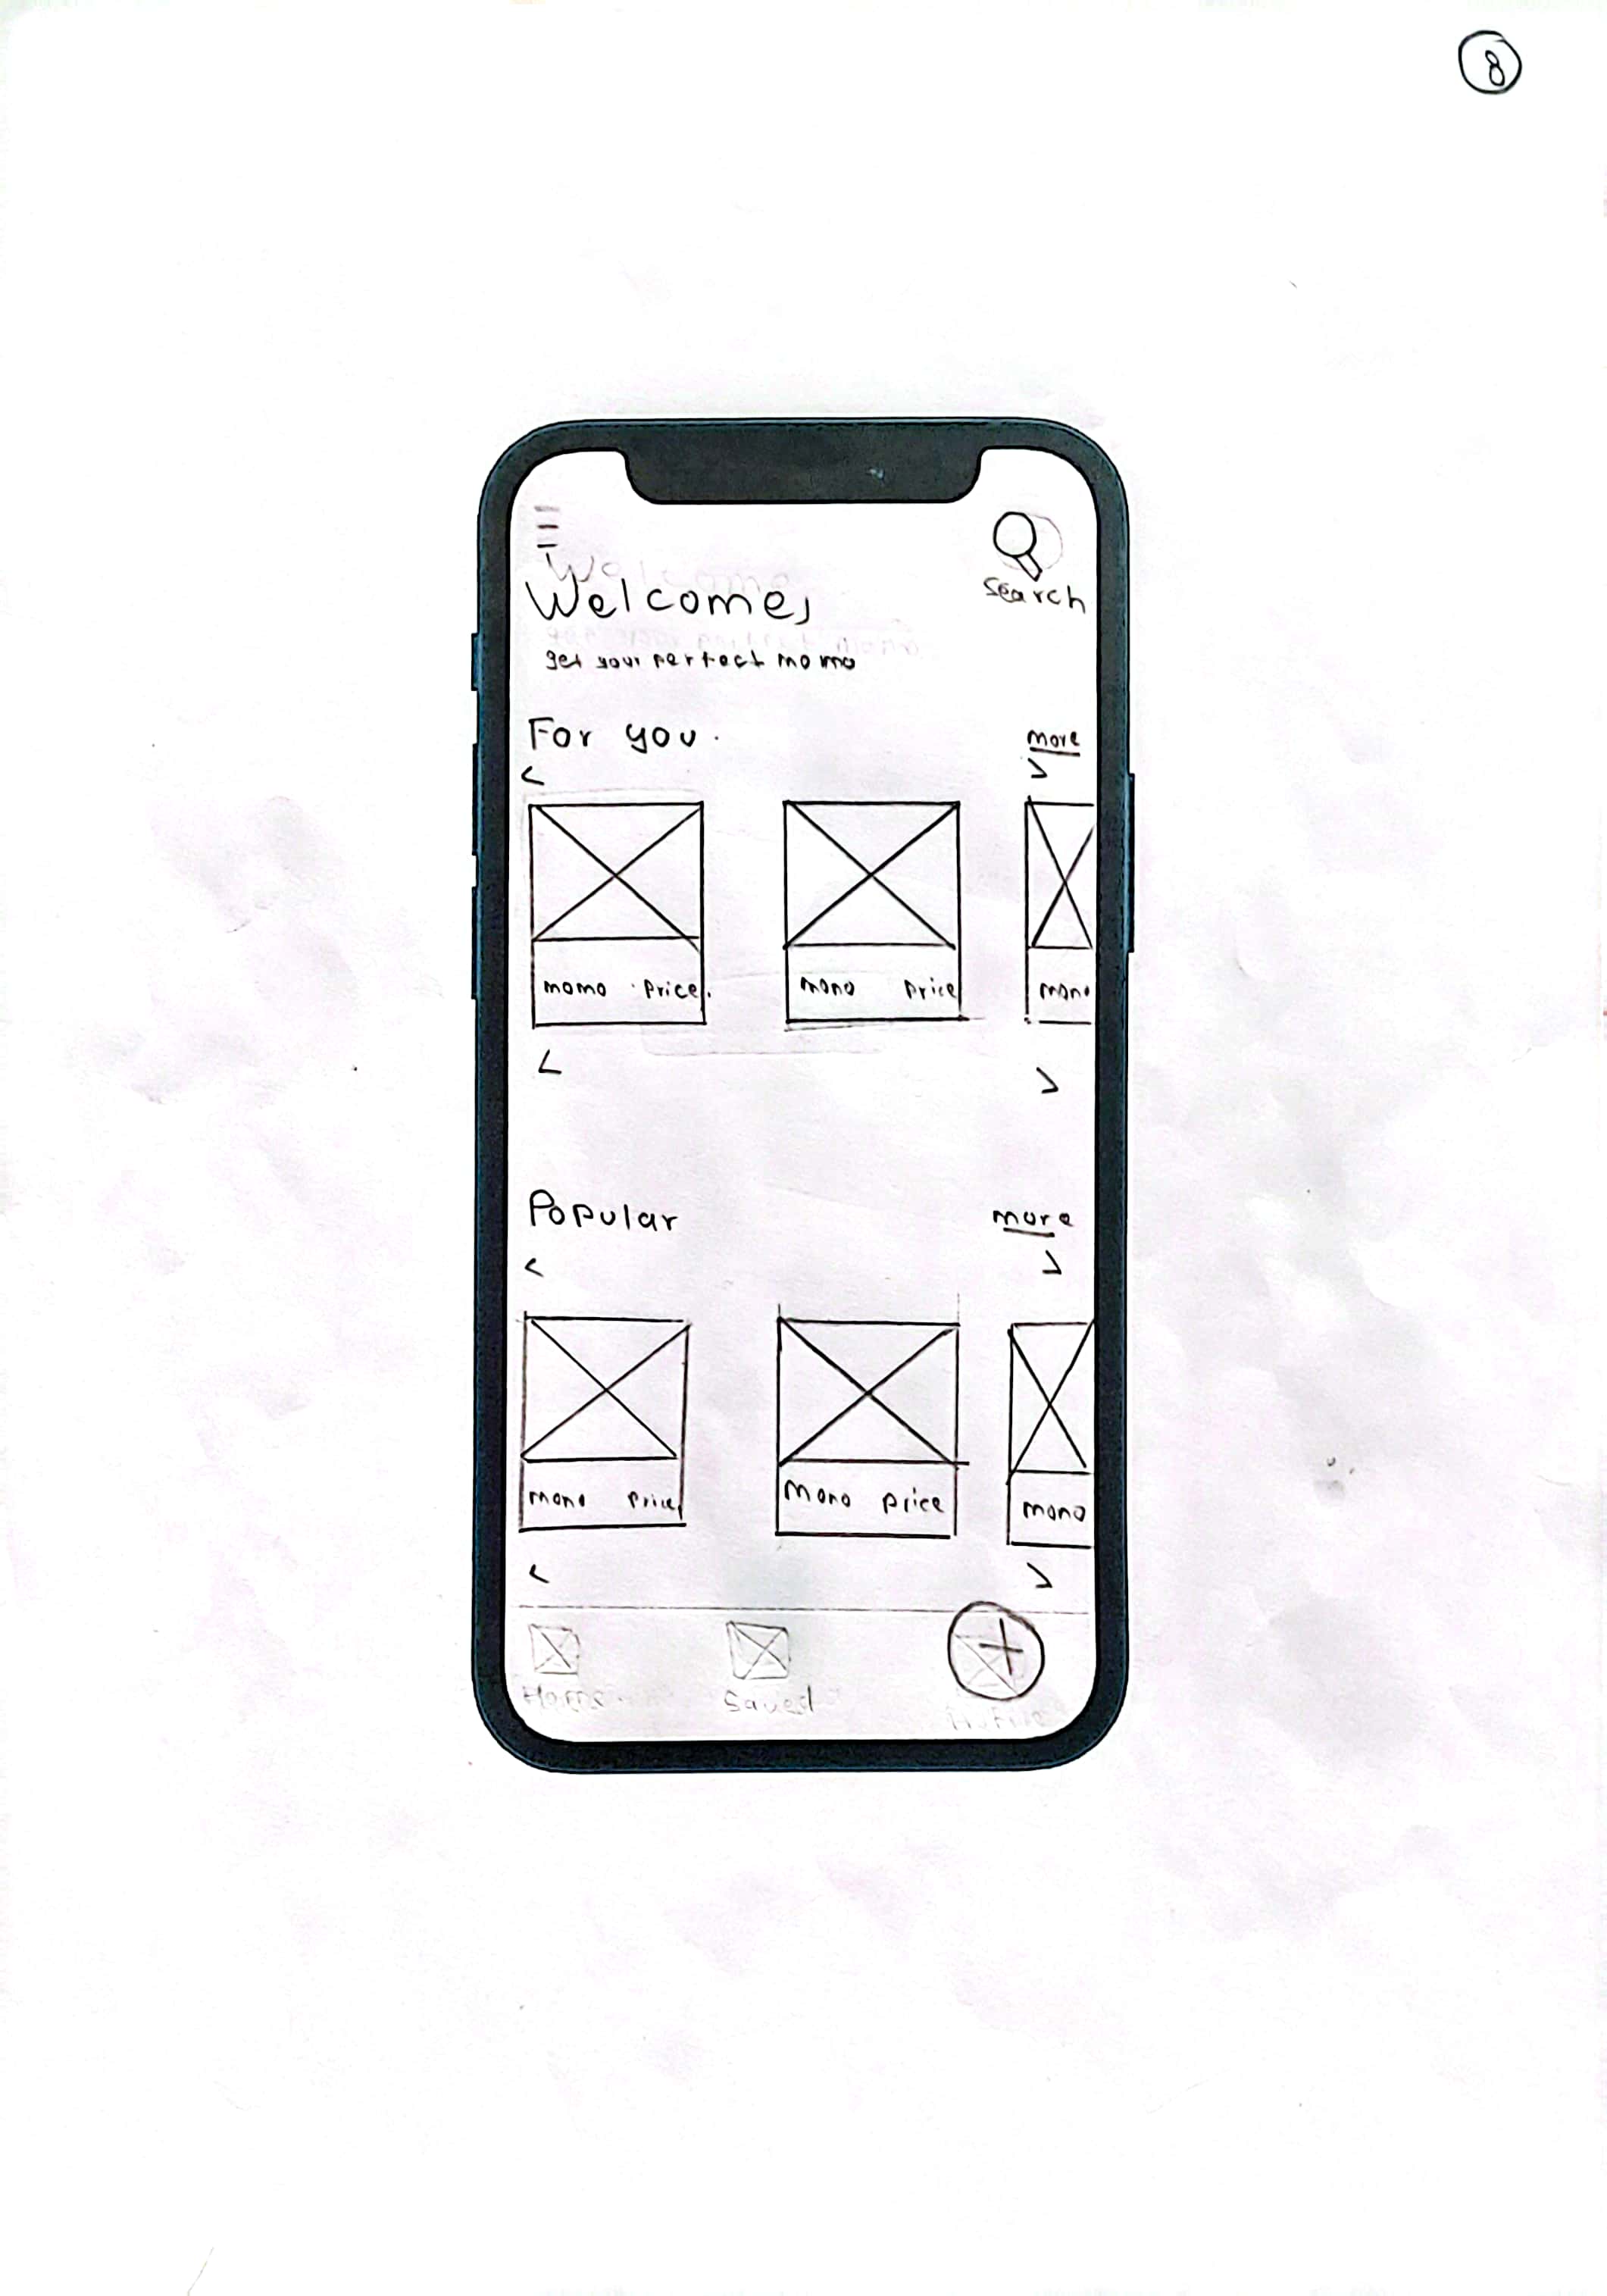 8
Welcome,
Search
get your perfect momo
For you.
more
<
>
momo price.
momo price
momo
<
>
Popular
more
<
>
momo price
Momo price
momo
<
>
Home
Saved
Profile